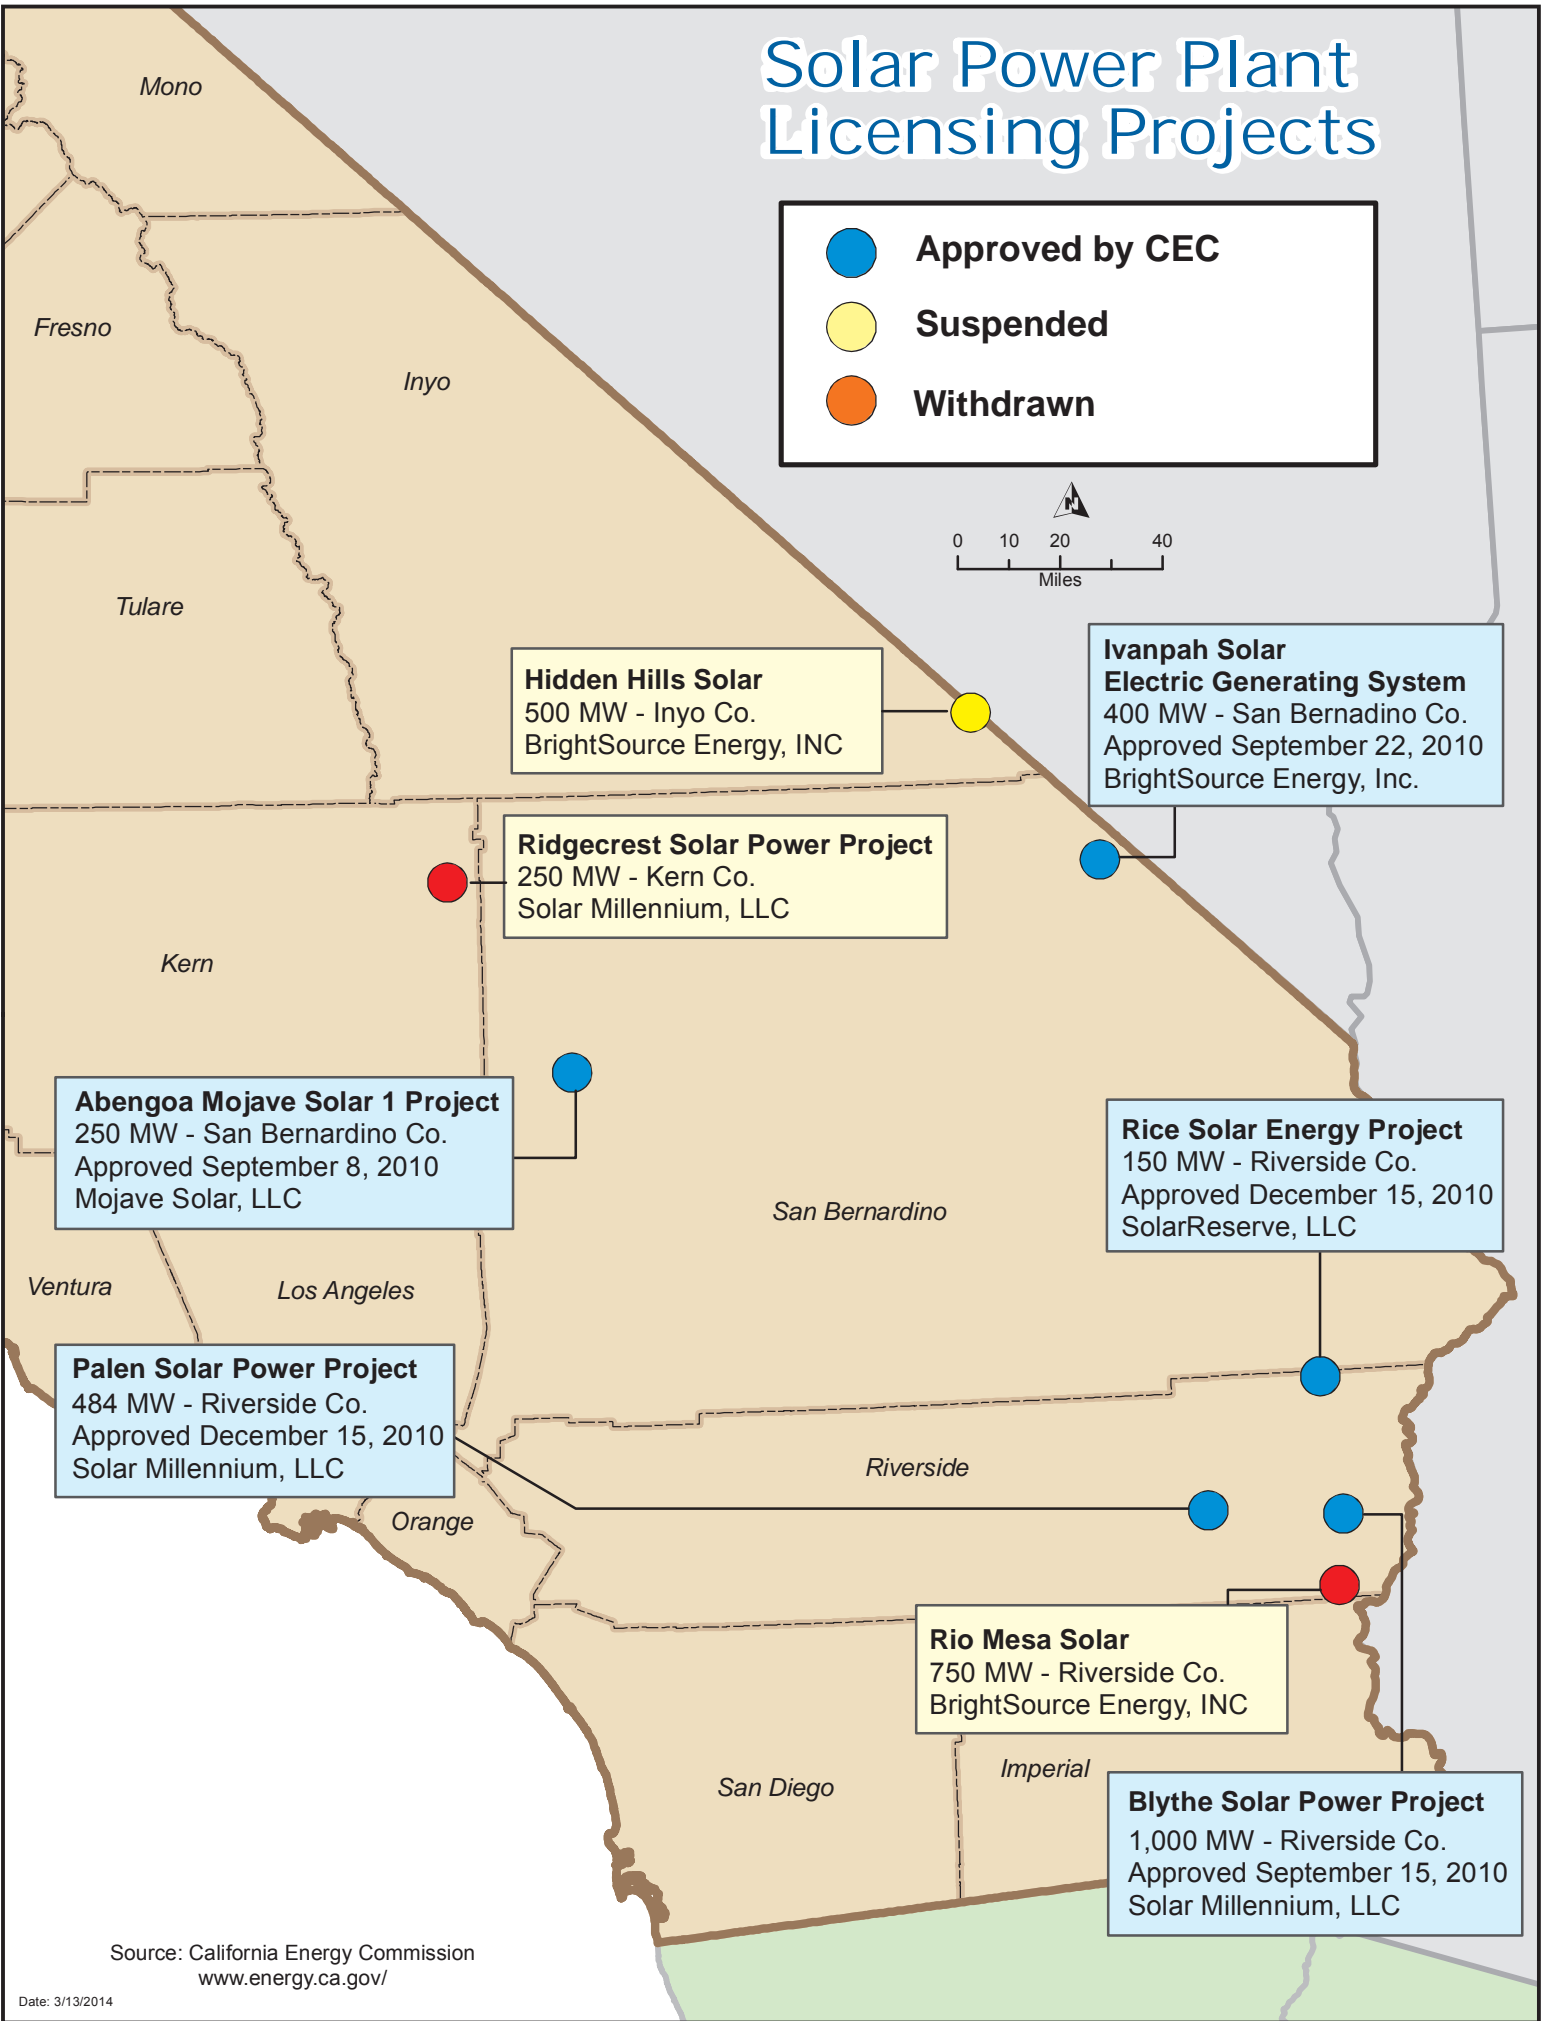 Solar Power Plant
Licensing Projects
Approved by CEC
Suspended
Withdrawn
N
0 10 20 40
Miles
Mono
Fresno
Inyo
Tulare
Hidden Hills Solar
500 MW - Inyo Co.
BrightSource Energy, INC
Ivanpah Solar
Electric Generating System
400 MW - San Bernadino Co.
Approved September 22, 2010
BrightSource Energy, Inc.
Ridgecrest Solar Power Project
250 MW - Kern Co.
Solar Millennium, LLC
Kern
Abengoa Mojave Solar 1 Project
250 MW - San Bernardino Co.
Approved September 8, 2010
Mojave Solar, LLC
San Bernardino
Rice Solar Energy Project
150 MW - Riverside Co.
Approved December 15, 2010
SolarReserve, LLC
Ventura
Los Angeles
Palen Solar Power Project
484 MW - Riverside Co.
Approved December 15, 2010
Solar Millennium, LLC
Riverside
Orange
Rio Mesa Solar
750 MW - Riverside Co.
BrightSource Energy, INC
San Diego
Imperial
Blythe Solar Power Project
1,000 MW - Riverside Co.
Approved September 15, 2010
Solar Millennium, LLC
Source: California Energy Commission
www.energy.ca.gov/
Date: 3/13/2014